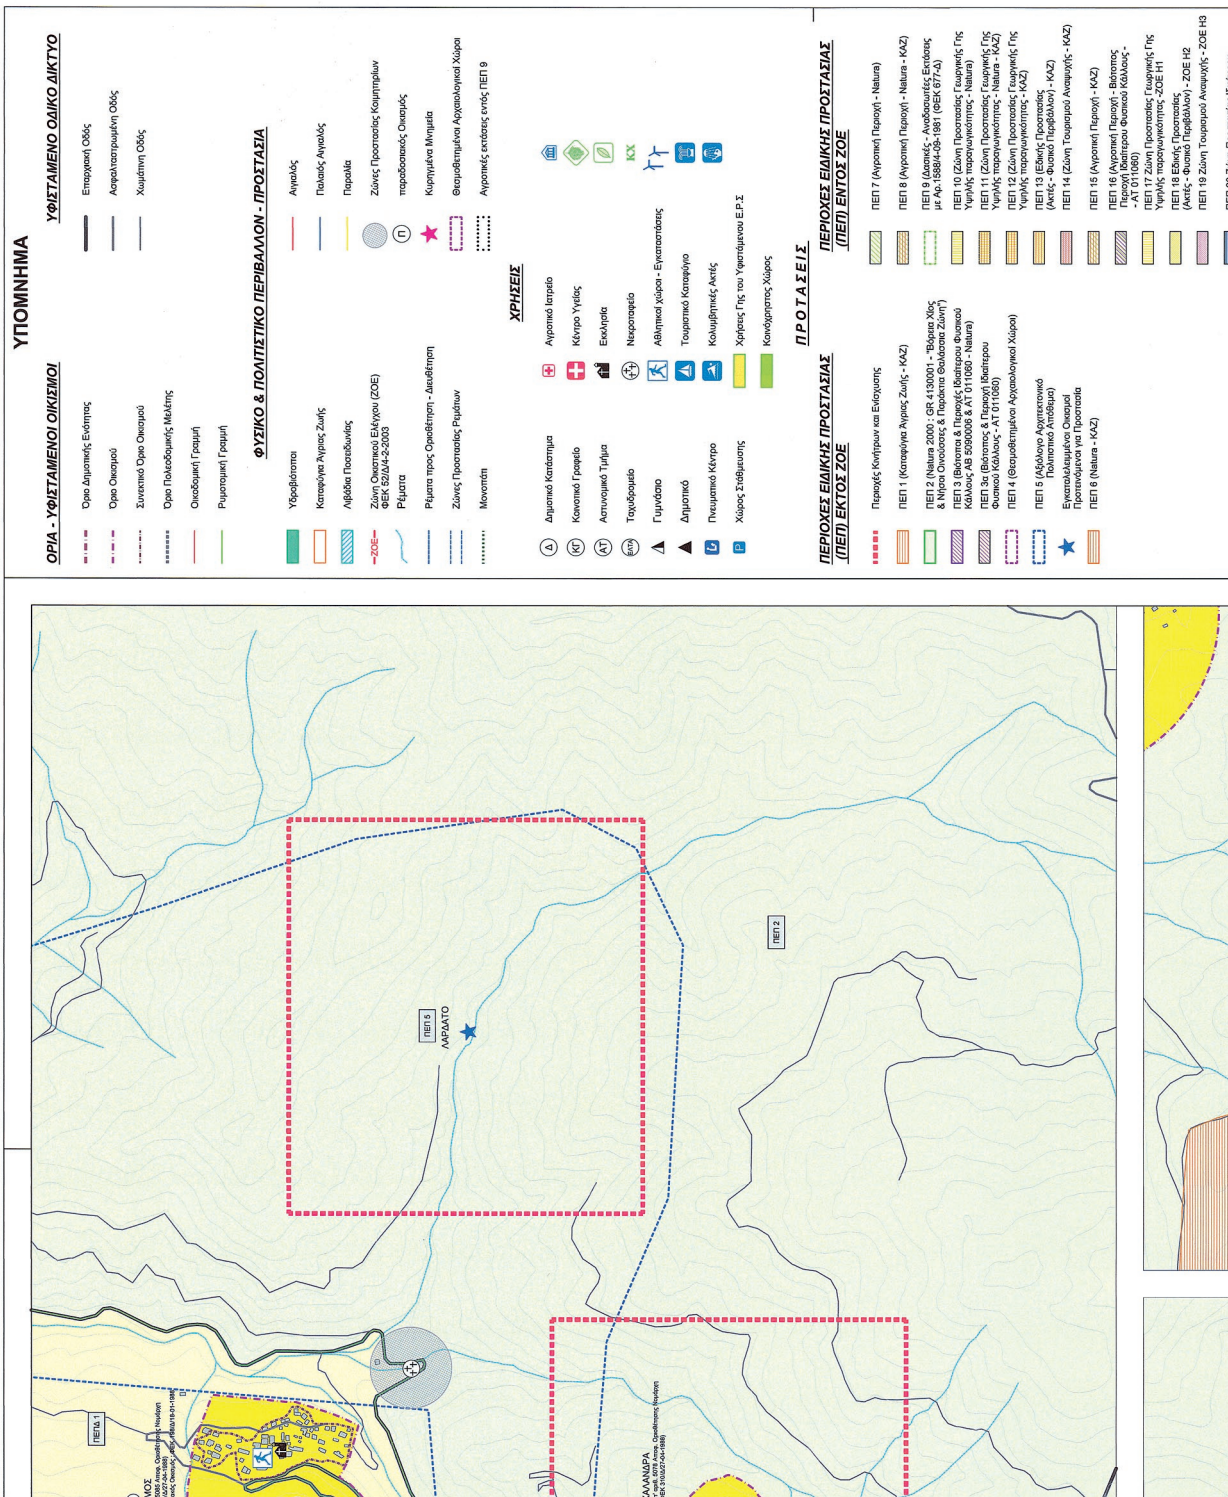 ΥΠΟΜΝΗΜΑ
ΟΡΙΑ - ΥΦΙΣΤΑΜΕΝΟΙ ΟΙΚΙΣΜΟΙ
Όριο Δημοτικής Ενότητας
Όριο Οικισμού
Συνεκτικό Όριο Οικισμού
Όριο Πολεοδομικής Μελέτης
Οικοδομική Γραμμή
Ρυμοτομική Γραμμή
ΥΦΙΣΤΑΜΕΝΟ ΟΔΙΚΟ ΔΙΚΤΥΟ
Επαρχιακή Οδός
Ασφαλτοστρωμένη Οδός
Χωμάτινη Οδός
ΦΥΣΙΚΟ & ΠΟΛΙΤΙΣΤΙΚΟ ΠΕΡΙΒΑΛΛΟΝ - ΠΡΟΣΤΑΣΙΑ
Υδροβιότοποι
Καταφύγια Άγριας Ζωής
Λιβάδια Ποσειδωνίας
ΖΟΕ
Ζώνη Οικιστικού Ελέγχου (ΖΟΕ)
ΦΕΚ 52/Δ/4-2-2003
Ρέματα
Ρέματα προς Οριοθέτηση - Διευθέτηση
Ζώνες Προστασίας Ρεμάτων
Μονοπάτι
Αιγιαλός
Παλαιός Αιγιαλός
Παραλία
Ζώνες Προστασίας Κοιμητηρίων
Π
παραδοσιακός Οικισμός
Κηρηγμένα Μνημεία
Θεσμοθετημένοι Αρχαιολογικοί Χώροι
Αγροτικές εκτάσεις εντός ΠΕΠ 9
ΧΡΗΣΕΙΣ
Δ
Δημοτικό Κατάστημα
ΚΓ
Κοινοτικό Γραφείο
ΑΤ
Αστυνομικό Τμήμα
ΕΛΤΑ
Ταχυδρομείο
Γυμνάσιο
Δημοτικό
Πνευματικό Κέντρο
P
Χώρος Στάθμευσης
Αγροτικό Ιατρείο
Κέντρο Υγείας
Εκκλησία
Νεκροταφείο
Αθλητικοί χώροι - Εγκαταστάσεις
Τουριστικό Καταφύγιο
Κολυμβητικές Ακτές
Χρήσεις Γης του Υφιστάμενου Ε.Ρ.Σ
Κοινόχρηστος Χώρος
ΚΧ
ΠΡΟΤΑΣΕΙΣ
ΠΕΡΙΟΧΕΣ ΕΙΔΙΚΗΣ ΠΡΟΣΤΑΣΙΑΣ
(ΠΕΠ) ΕΚΤΟΣ ΖΟΕ
Περιοχές Κινήτρων και Ενίσχυσης
ΠΕΠ 1 (Καταφύγια Άγριας Ζωής - ΚΑΖ)
ΠΕΠ 2 (Natura 2000 : GR 4130001 - "Βόρεια Χίος
& Νήσοι Οινούσσες & Παράκτια Θαλάσσια Ζώνη")
ΠΕΠ 3 (Βιότοποι & Περιοχές Ιδιαίτερου Φυσικού
Κάλλους ΑΒ 5090006 & ΑΤ 011060 - Natura)
ΠΕΠ 3α (Βιότοπος & Περιοχή Ιδιαίτερου
Φυσικού Κάλλους - ΑΤ 011060)
ΠΕΠ 4 (Θεσμοθετημένοι Αρχαιολογικοί Χώροι)
ΠΕΠ 5 (Αξιόλογο Αρχιτεκτονικό
Πολιτιστικό Απόθεμα)
Εγκαταλελειμμένοι Οικισμοί
Προτεινόμενοι για Προστασία
ΠΕΠ 6 (Natura - ΚΑΖ)
ΠΕΡΙΟΧΕΣ ΕΙΔΙΚΗΣ ΠΡΟΣΤΑΣΙΑΣ
(ΠΕΠ) ΕΝΤΟΣ ΖΟΕ
ΠΕΠ 7 (Αγροτική Περιοχή - Natura)
ΠΕΠ 8 (Αγροτική Περιοχή - Natura - ΚΑΖ)
ΠΕΠ 9 (Δασικές - Αναδασωτέες Εκτάσεις
με Αρ.1588/4-09-1981 (ΦΕΚ 677-Δ)
ΠΕΠ 10 (Ζώνη Προστασίας Γεωργικής Γης
Υψηλής παραγωγικότητας - Natura)
ΠΕΠ 11 (Ζώνη Προστασίας Γεωργικής Γης
Υψηλής παραγωγικότητας - Natura - ΚΑΖ)
ΠΕΠ 12 (Ζώνη Προστασίας Γεωργικής Γης
Υψηλής παραγωγικότητας - ΚΑΖ)
ΠΕΠ 13 (Ειδικής Προστασίας
(Ακτές - Φυσικό Περιβάλλον) - ΚΑΖ)
ΠΕΠ 14 (Ζώνη Τουρισμού Αναψυχής - ΚΑΖ)
ΠΕΠ 15 (Αγροτική Περιοχή - ΚΑΖ)
ΠΕΠ 16 (Αγροτική Περιοχή - Βιότοπος
Περιοχή Ιδιαίτερου Φυσικού Κάλλους -
- ΑΤ 011060)
ΠΕΠ 17 Ζώνη Προστασίας Γεωργικής Γης
Υψηλής παραγωγικότητας -ΖΟΕ Η1
ΠΕΠ 18 Ειδικής Προστασίας
(Ακτές - Φυσικό Περιβάλλον) - ΖΟΕ Η2
ΠΕΠ 19 Ζώνη Τουρισμού Αναψυχής - ΖΟΕ Η3
ΠΕΠ 5
ΛΑΡΔΑΤΟ
ΠΕΠ 2
ΠΕΠΔ 1